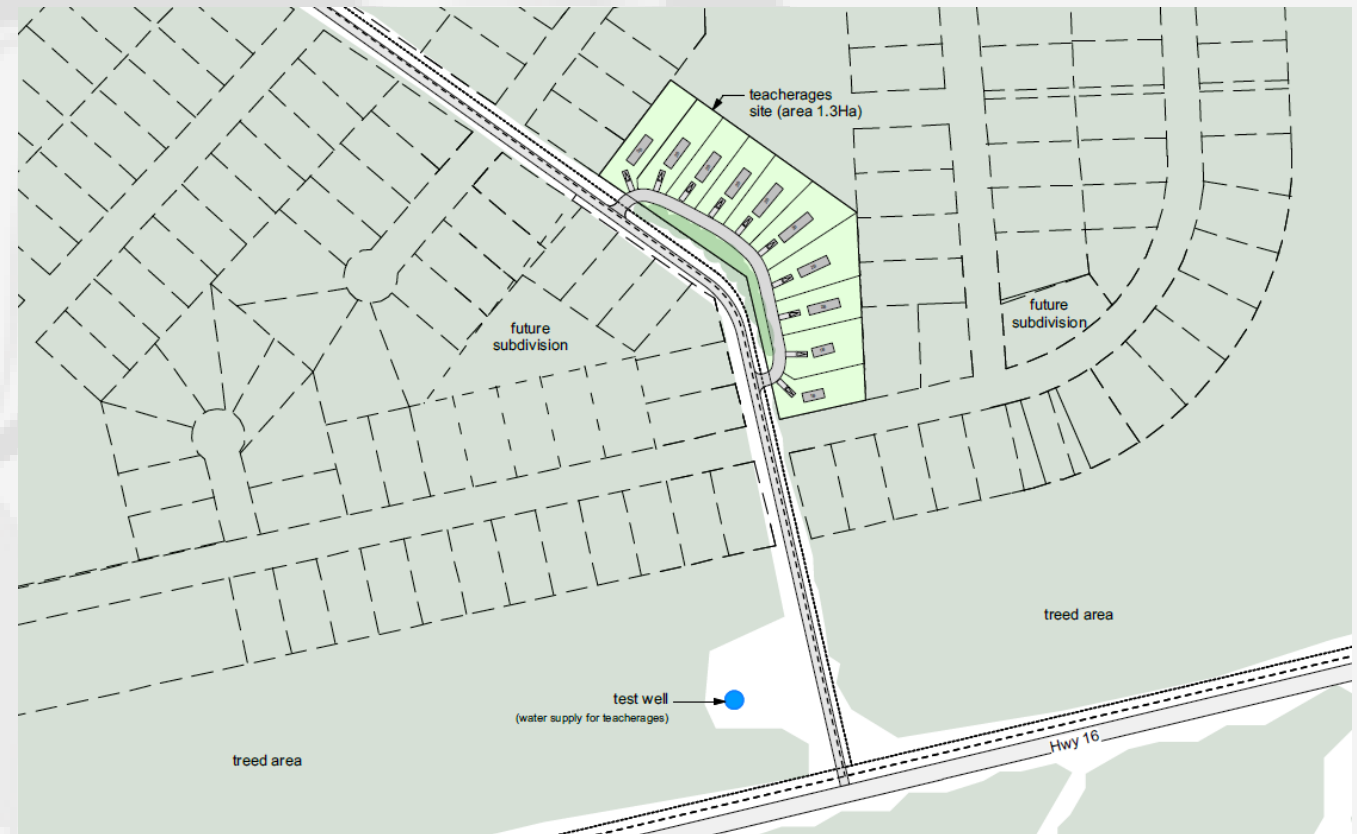 teacherages
site (area 1.3Ha)
future
subdivision
future
subdivision
treed area
test well
(water supply for teacherages)
Hwy 16
treed area